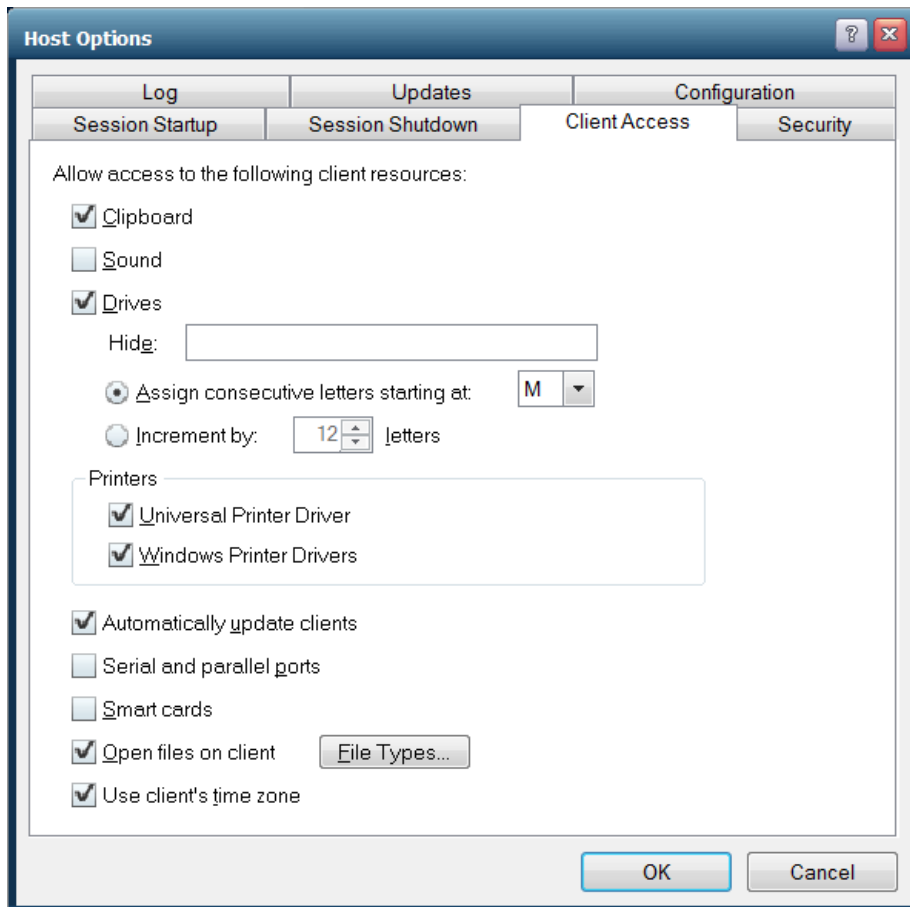 Host Options
Log Updates Configuration
Session Startup Session Shutdown Client Access Security
Allow access to the following client resources:
Clipboard
Sound
Drives
Hide:
Assign consecutive letters starting at: M
Increment by: 12 letters
Printers
Universal Printer Driver
Windows Printer Drivers
Automatically update clients
Serial and parallel ports
Smart cards
Open files on client File Types...
Use client's time zone
OK Cancel